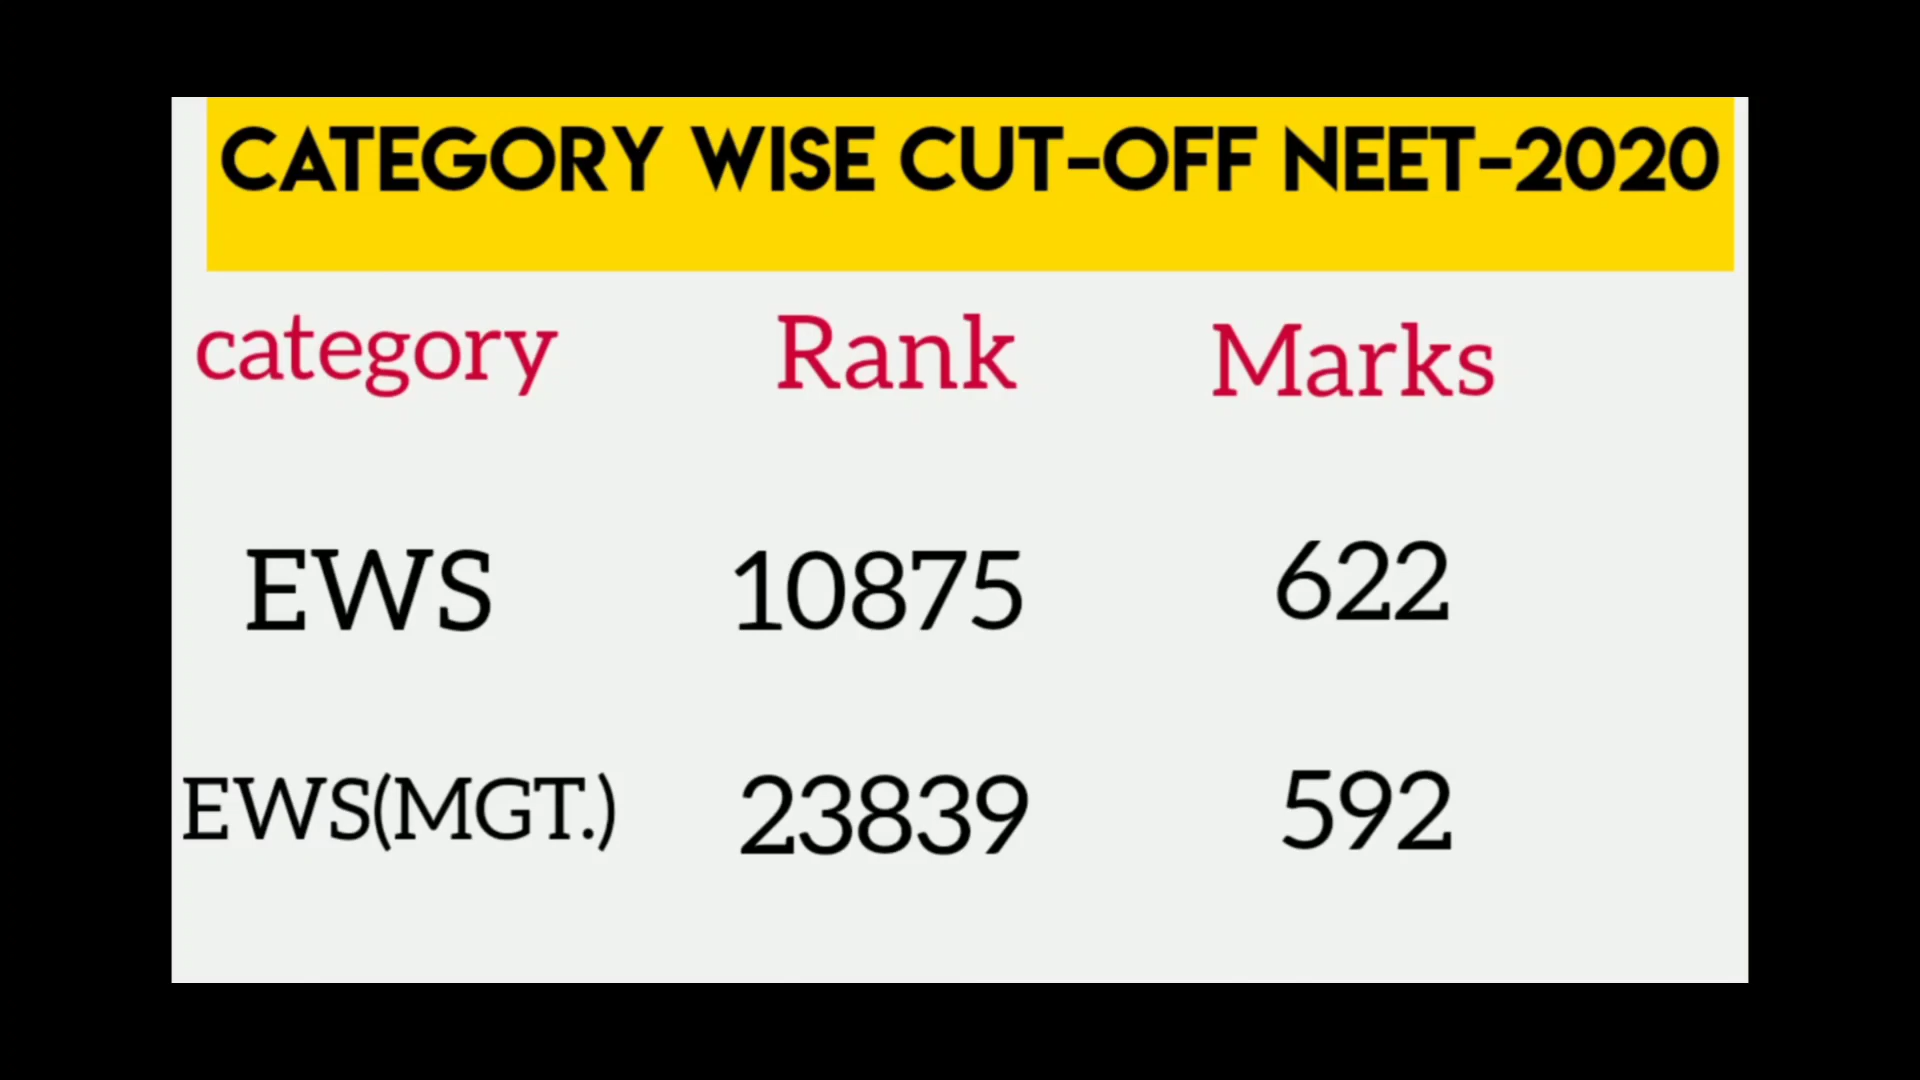 CATEGORY WISE CUT-OFF NEET-2020
category Rank Marks
EWS 10875 622
EWS(MGT.) 23839 592